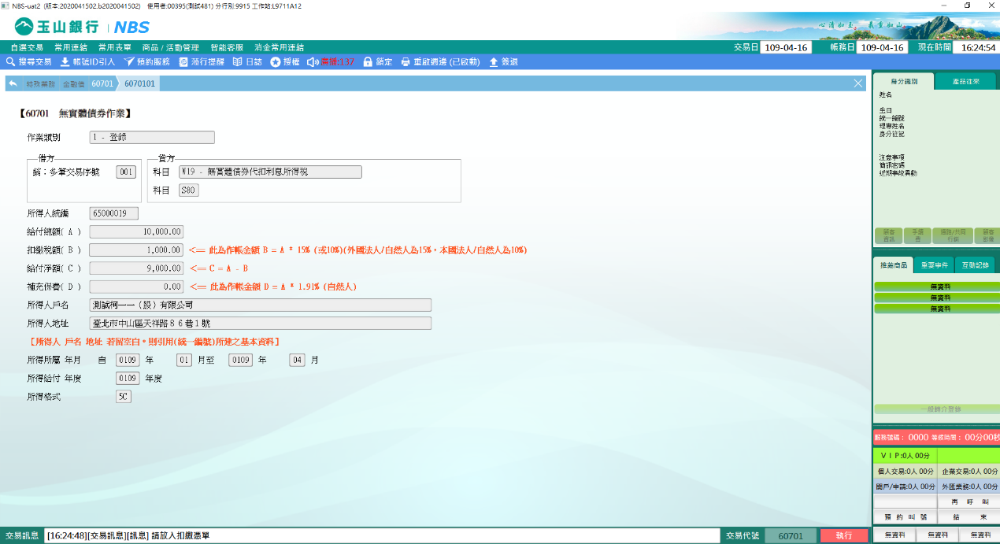 NBS-uat2 (版本:2020041502.b2020041502) 使用者:00395(測試481) 分行別:9915 工作站:L9711A12
玉山銀行 | NBS
心清如玉, 義重如山。
自選交易 常用連結 常用表單 商品 / 活動管理 智能客服 消金常用連結
交易日 109-04-16 帳務日 109-04-16 現在時間 16:24:54
搜尋交易 帳號ID引入 預約服務 蒞行提醒 日誌 授權 廣播:137 鎖定 重啟週邊 (已啟動) 簽退
特殊業務 金融債 60701 6070101
【60701 無實體債券作業】
作業類別 1 - 登錄
借方
銷：多筆交易序號 001
貸方
科目 W19 - 無實體債券代扣利息所得稅
科目 S80
所得人統編 65000019
給付總額( A ) 10,000.00
扣繳稅額( B ) 1,000.00 <== 此為作帳金額 B = A * 15% (或10%)(外國法人/自然人為15%，本國法人/自然人為10%)
給付淨額( C ) 9,000.00 <== C = A - B
補充保費( D ) 0.00 <== 此為作帳金額 D = A * 1.91% (自然人)
所得人戶名 測試柯一一（股）有限公司
所得人地址 臺北市中山區天祥路８６巷１號
[所得人 戶名 地址 若留空白。則引用(統一編號)所建之基本資料]
所得所屬 年月 自 0109 年 01 月至 0109 年 04 月
所得給付 年度 0109 年度
所得格式 5C
身分識別 產品往來
姓名
生日
統一編號
理專姓名
身分註記
注意事項
簡訊密碼
近期事故異動
推薦商品 重要事件 互動記錄
無資料
無資料
無資料
一級轉介登錄
服務號碼： 0000 等候時間： 00分00秒
ＶＩＰ:0人 00分
個人交易:0人 00分 企業交易:0人 00分
開戶/申請:0人 00分 外匯業務:0人 00分
再 呼 叫
預 約 叫 號 結 束
無資料 無資料 無資料
交易訊息 [16:24:48][交易訊息][訊息] 請放入扣繳憑單 交易代號 60701 執行